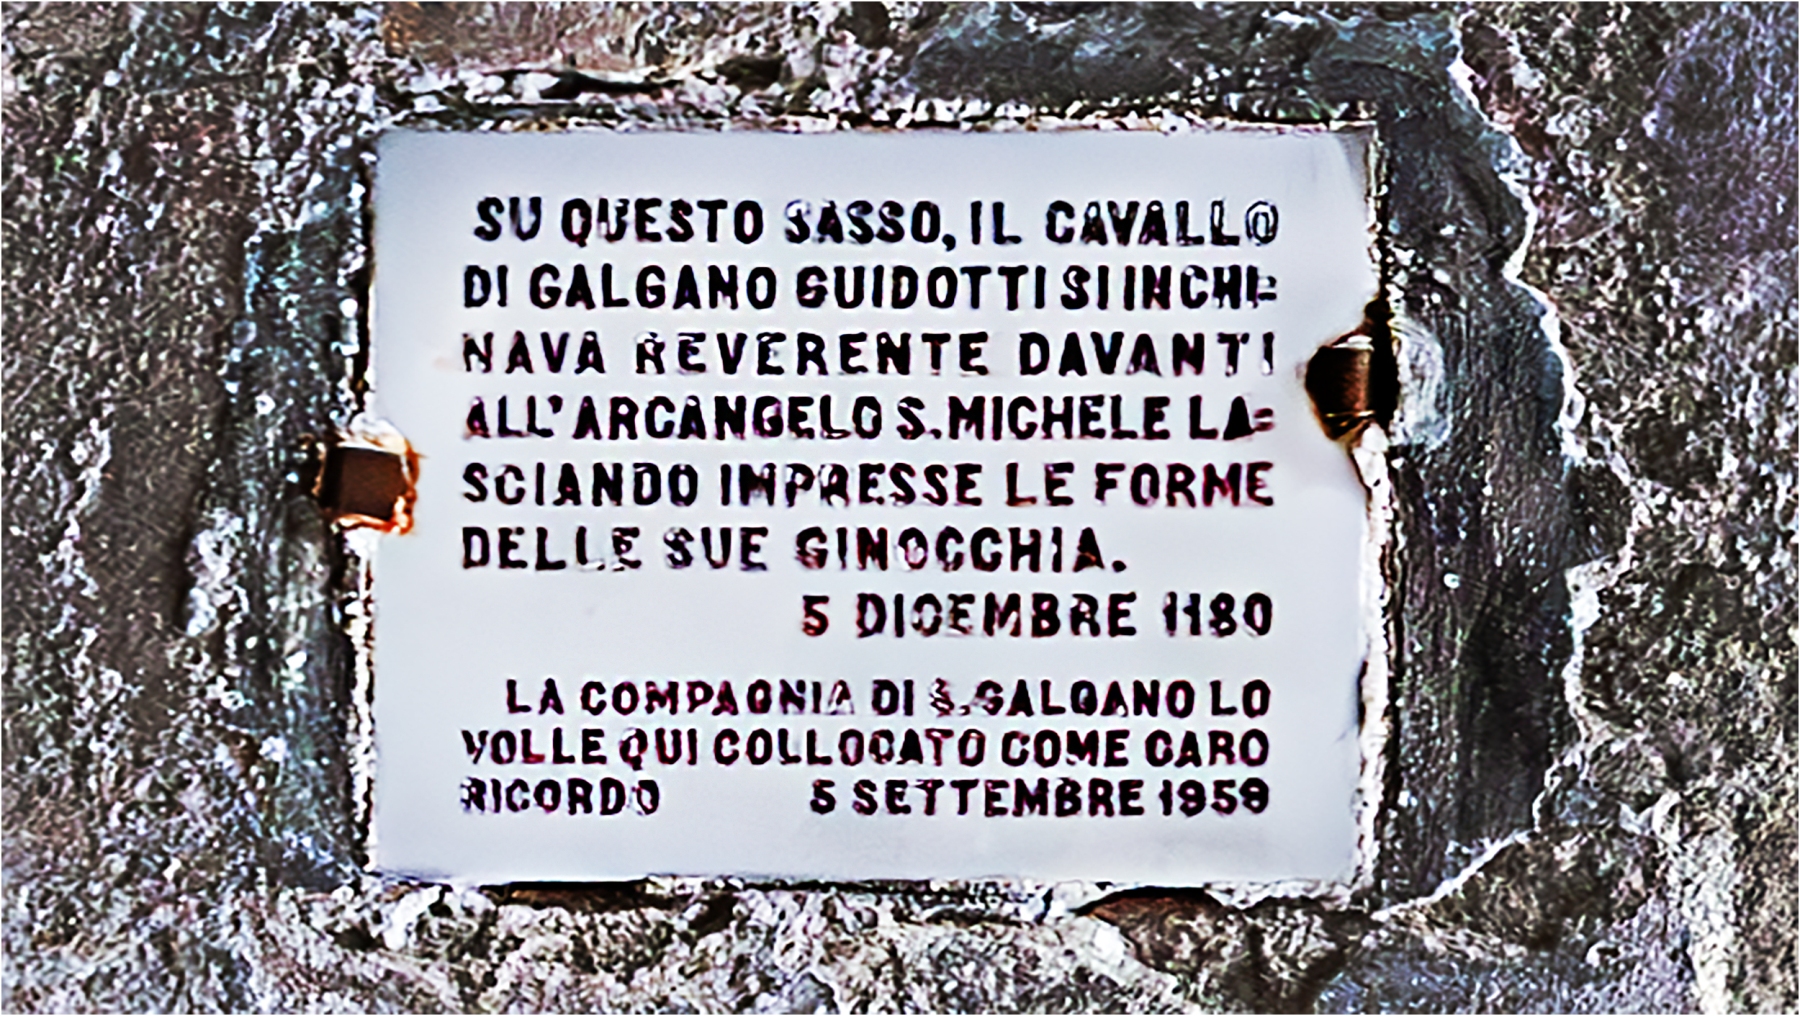 SU QUESTO SASSO, IL CAVALLO
DI GALGANO GUIDOTTI SI INCHI=
NAVA REVERENTE DAVANTI
ALL'ARCANGELO S. MICHELE LA=
SCIANDO IMPRESSE LE FORME
DELLE SUE GINOCCHIA.
5 DICEMBRE 1180
LA COMPAGNIA DI S. GALGANO LO
VOLLE QUI COLLOCATO COME CARO
RICORDO 5 SETTEMBRE 1959